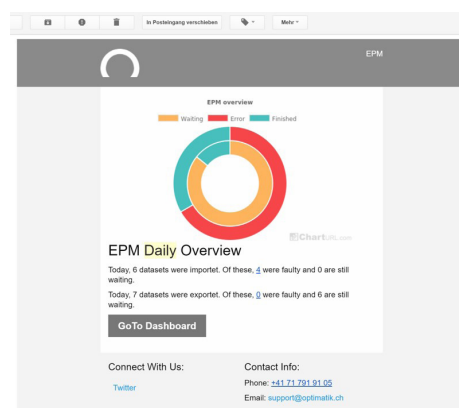 In Posteingang verschieben
Mehr
EPM
EPM overview
Waiting Error Finished
ChartURL.com
EPM Daily Overview
Today, 6 datasets were importet. Of these, 4 were faulty and 0 are still
waiting.
Today, 7 datasets were exportet. Of these, 0 were faulty and 6 are still
waiting.
GoTo Dashboard
Connect With Us:
Twitter
Contact Info:
Phone: +41 71 791 91 05
Email: support@optimatik.ch